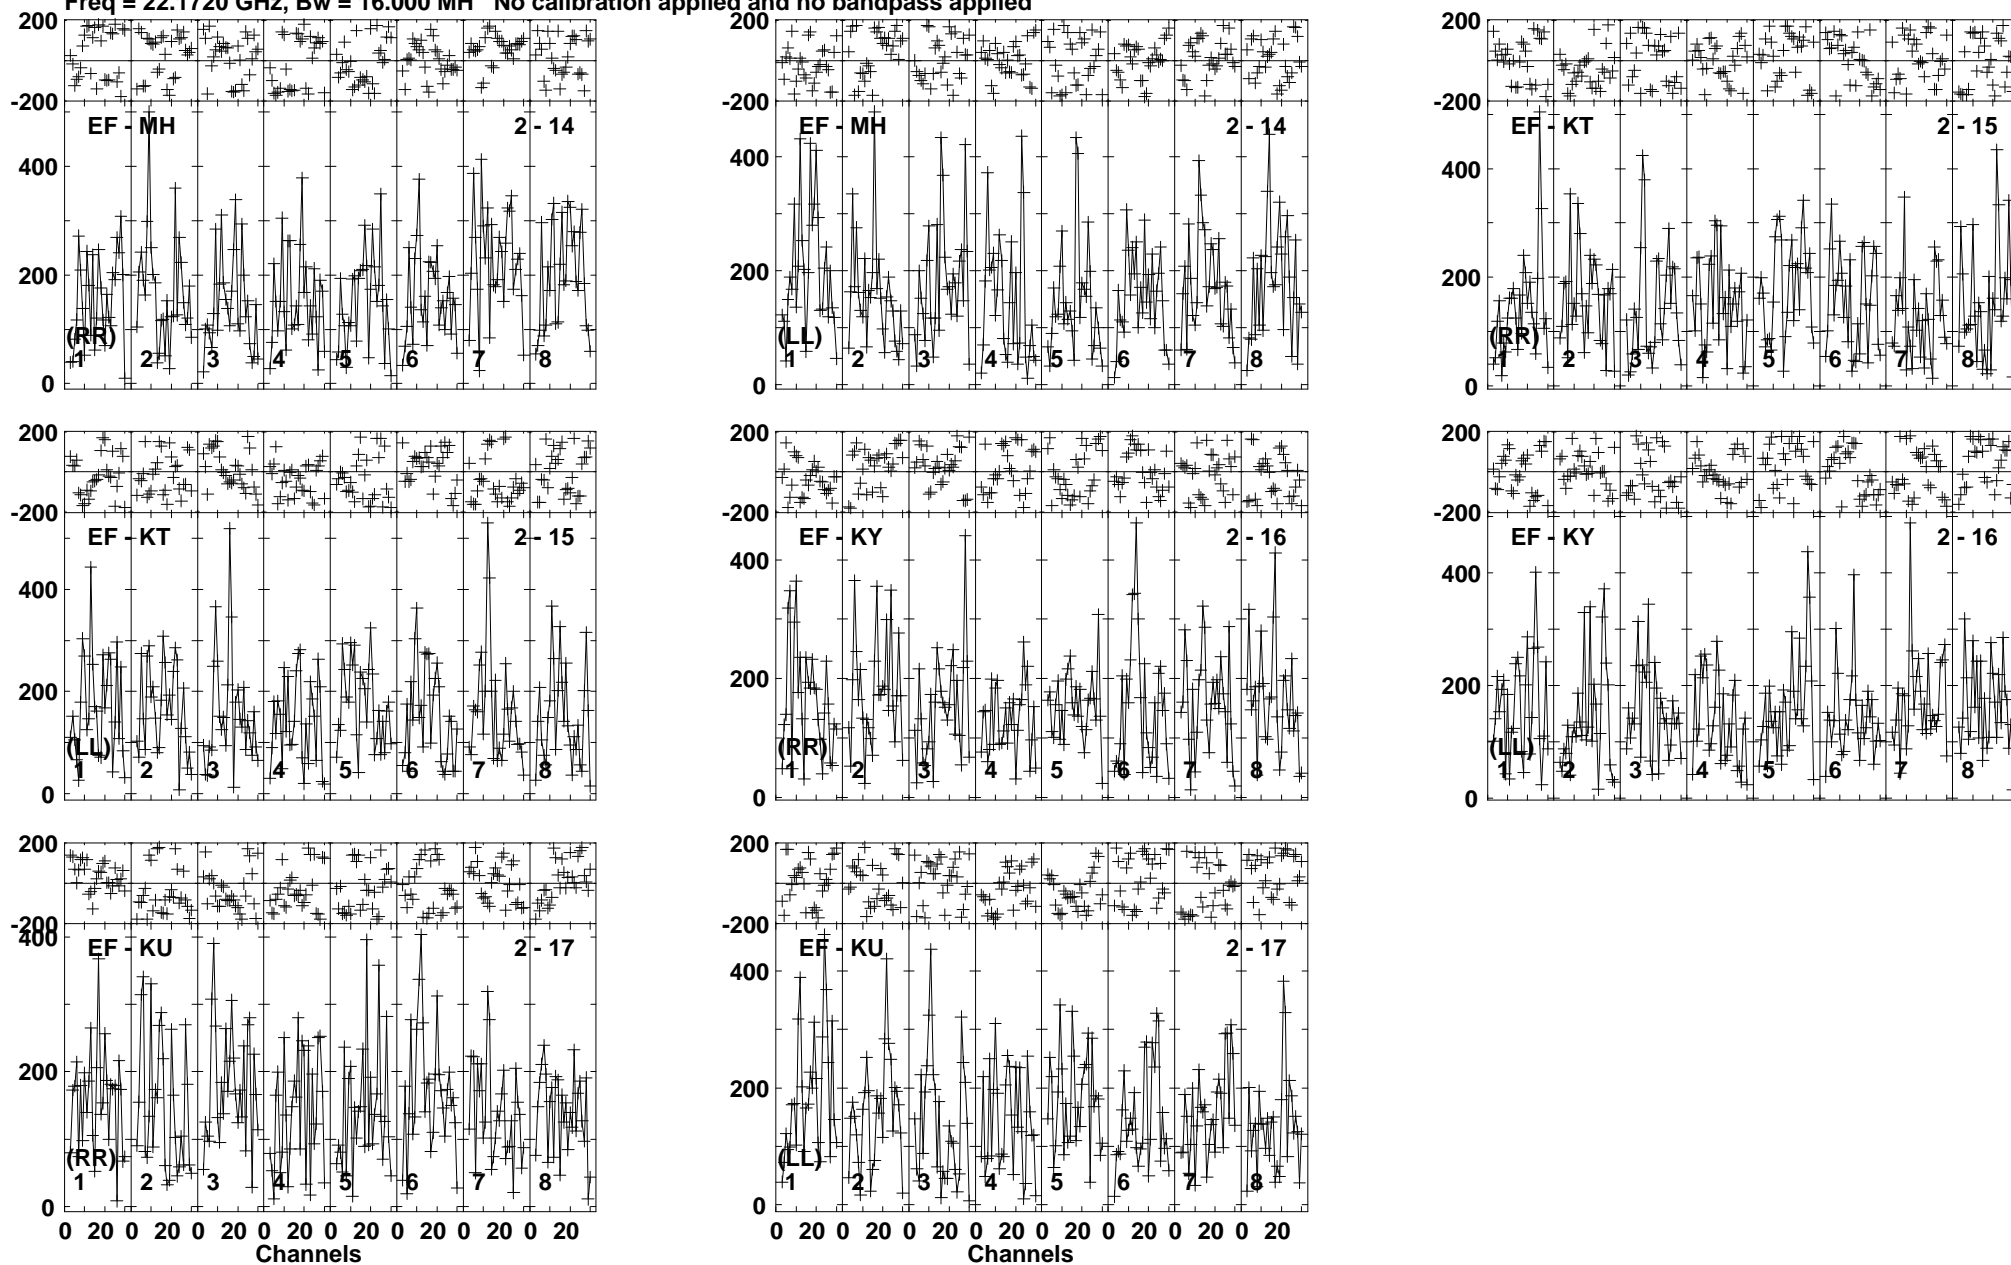 Freq = 22.1720 GHz, Bw = 16.000 MH   No calibration applied and no bandpass applied
200
-200
EF - MH 2 - 14
400
200
(RR)
1 2 3 4 5 6 7 8
0
200
-200
EF - MH 2 - 14
400
200
(LL)
1 2 3 4 5 6 7 8
0
200
-200
EF - KT 2 - 15
400
200
(RR)
1 2 3 4 5 6 7 8
0
200
-200
EF - KT 2 - 15
400
200
(LL)
1 2 3 4 5 6 7 8
0
200
-200
EF - KY 2 - 16
400
200
(RR)
1 2 3 4 5 6 7 8
0
200
-200
EF - KY 2 - 16
400
200
(LL)
1 2 3 4 5 6 7 8
0
200
-200
400
EF - KU 2 - 17
200
(RR)
1 2 3 4 5 6 7 8
0
0 20 0 20 0 20 0 20 0 20 0 20 0 20 0 20
Channels
200
-200
EF - KU 2 - 17
400
200
(LL)
1 2 3 4 5 6 7 8
0
0 20 0 20 0 20 0 20 0 20 0 20 0 20 0 20
Channels